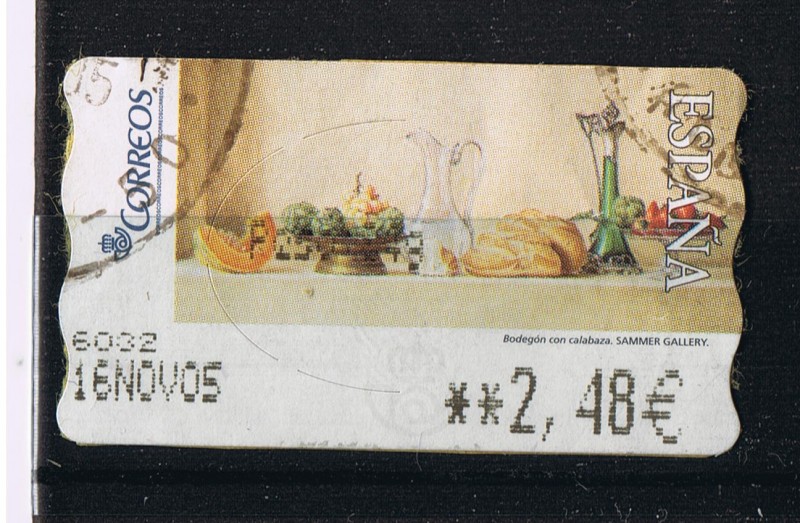 CORREOS
ESPAÑA
Bodegón con calabaza. SAMMER GALLERY.
6032
16NOV05
**2,48€